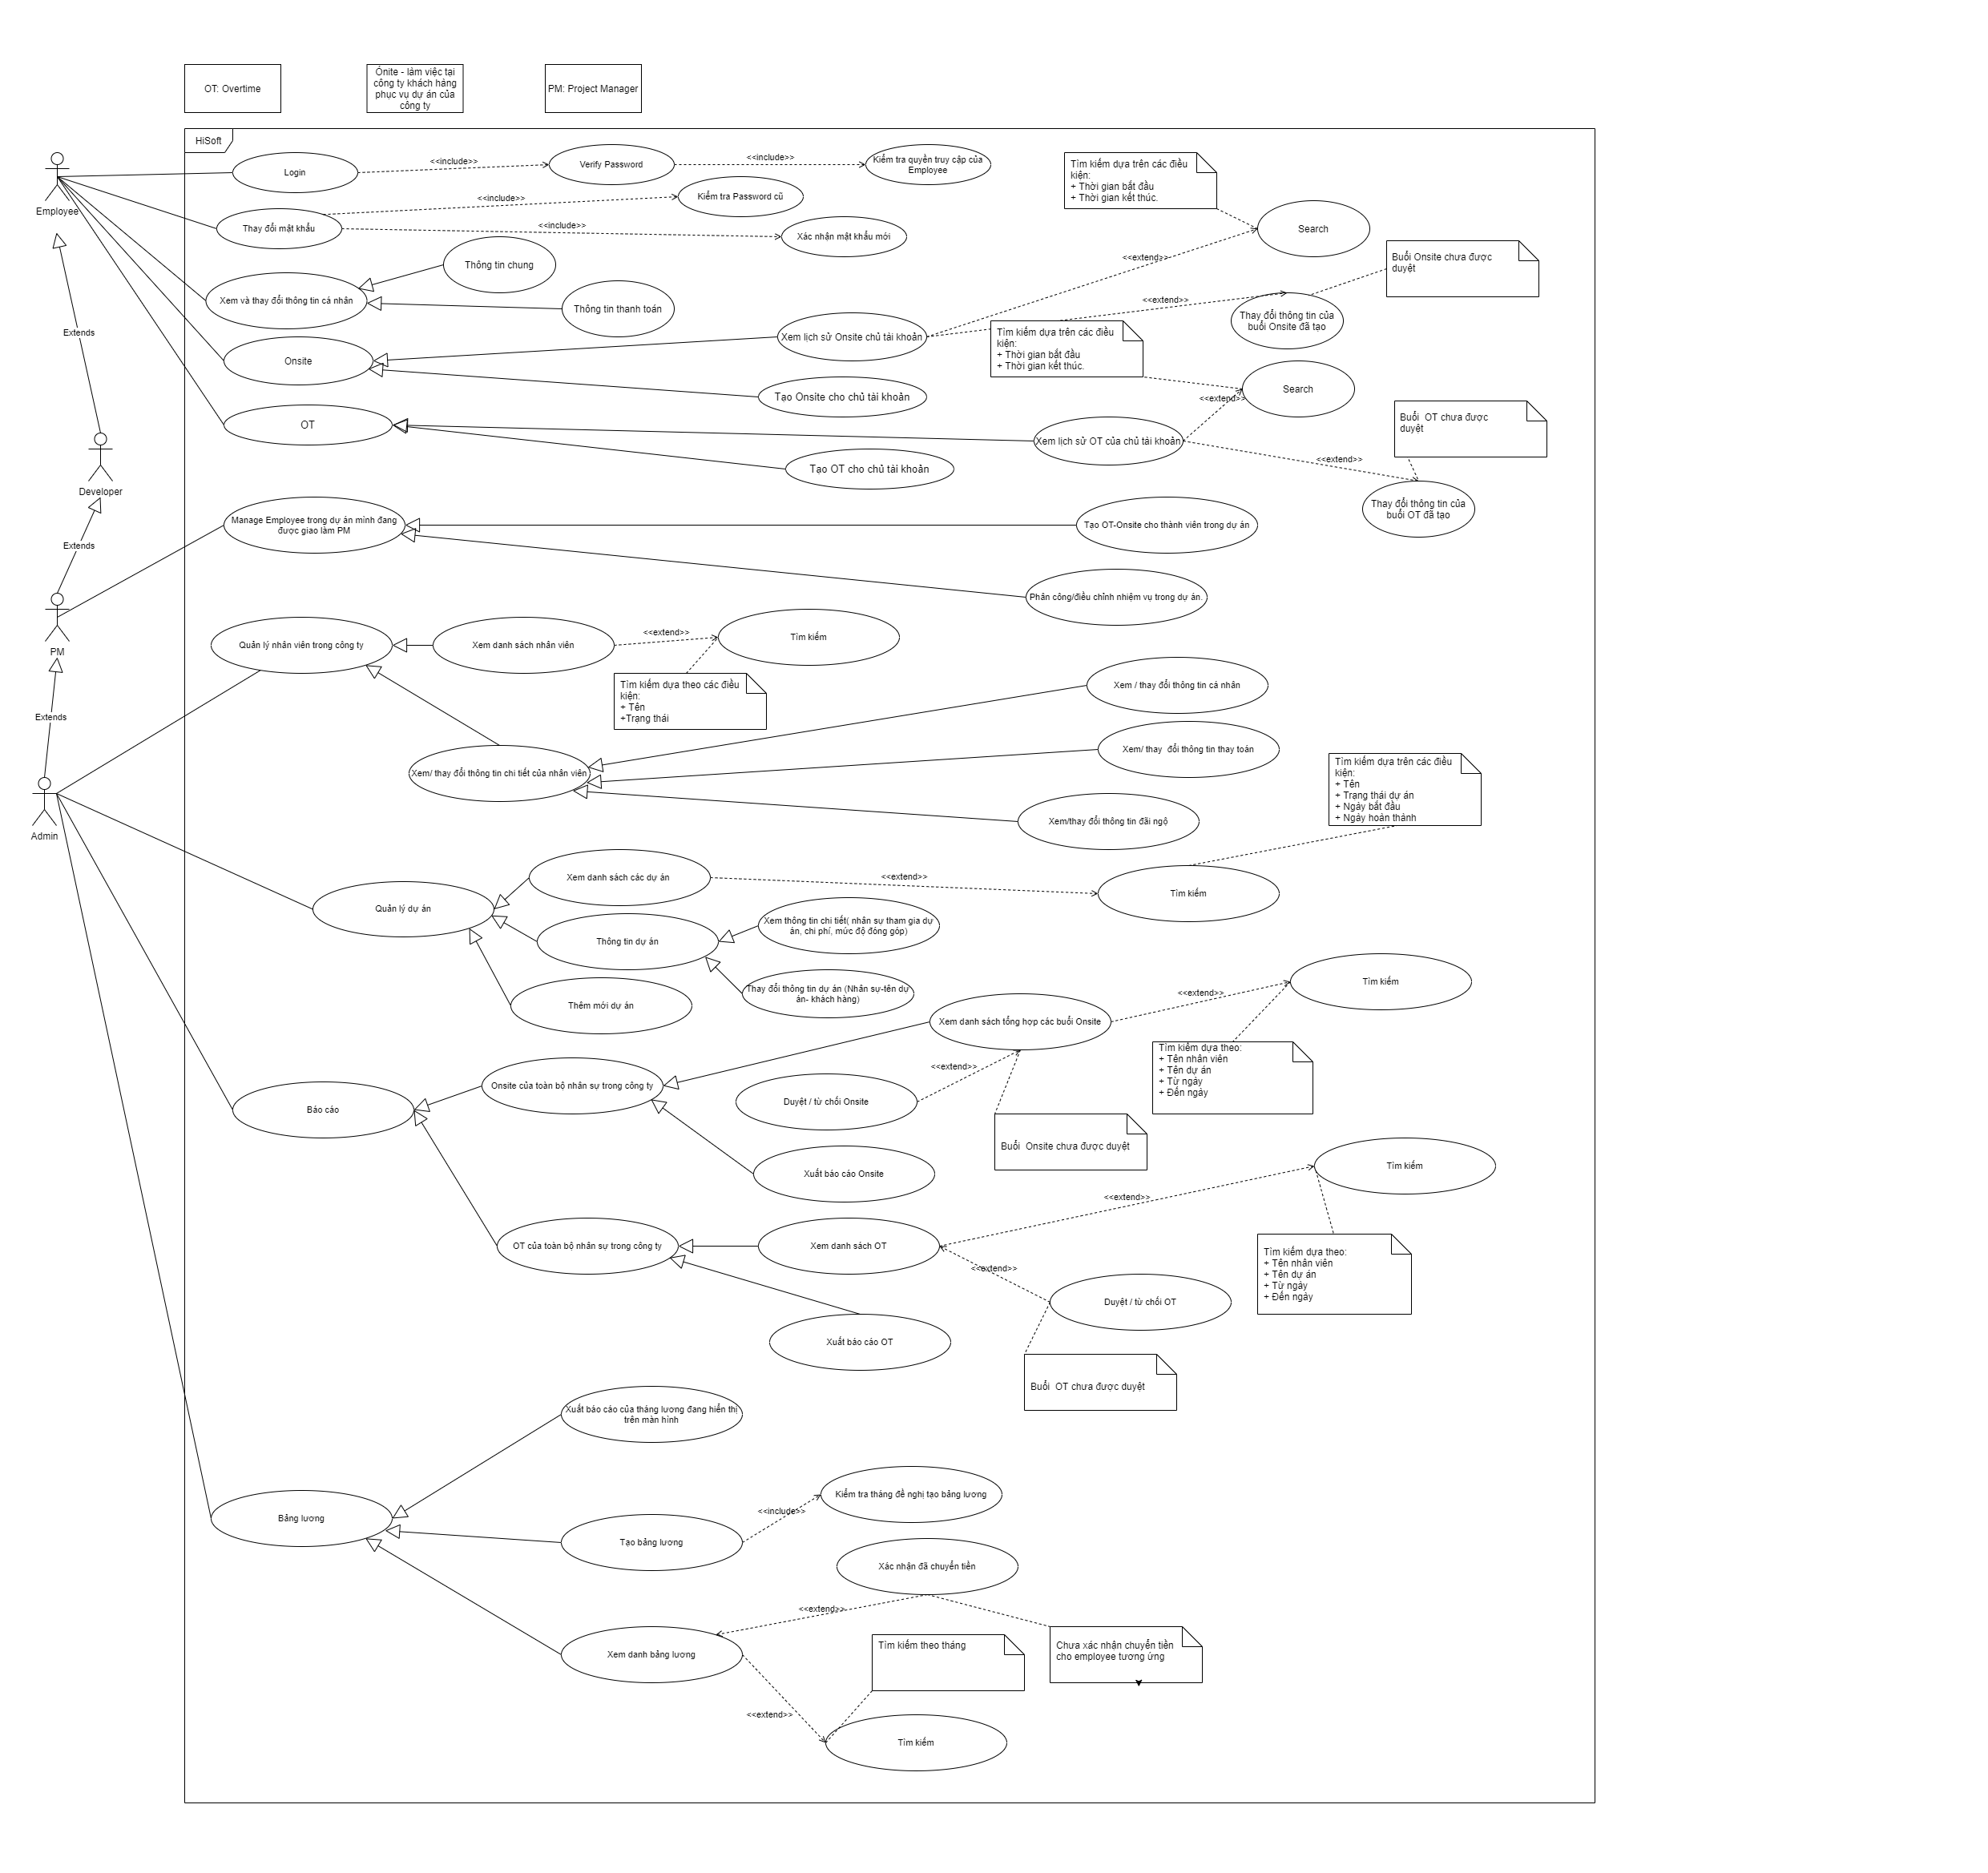 OT: Overtime
Ónite - làm việc tại
công ty khách hàng
phục vụ dự án của
công ty
PM: Project Manager
HiSoft
Employee
Login
<<include>>
Verify Password
<<include>>
Kiểm tra quyền truy cập của
Employee
Thay đổi mật khẩu
<<include>>
Kiểm tra Password cũ
<<include>>
Xác nhận mật khẩu mới
Tìm kiếm dựa trên các điều
kiện:
+ Thời gian bắt đầu
+ Thời gian kết thúc.
Search
<<extend>>
Buổi Onsite chưa được
duyệt
Xem và thay đổi thông tin cá nhân
Thông tin chung
Thông tin thanh toán
<<extend>>
Thay đổi thông tin của
buổi Onsite đã tạo
Extends
Onsite
Xem lịch sử Onsite chủ tài khoản
Tìm kiếm dựa trên các điều
kiện:
+ Thời gian bắt đầu
+ Thời gian kết thúc.
Tạo Onsite cho chủ tài khoản
Search
<<extend>>
OT
Xem lịch sử OT của chủ tài khoản
Buổi  OT chưa được
duyệt
Tạo OT cho chủ tài khoản
<<extend>>
Thay đổi thông tin của
buổi OT đã tạo
Developer
Extends
Manage Employee trong dự án mình đang
được giao làm PM
Tạo OT-Onsite cho thành viên trong dự án
Phân công/điều chỉnh nhiệm vụ trong dự án.
PM
Quản lý nhân viên trong công ty
Xem danh sách nhân viên
<<extend>>
Tìm kiếm
Tìm kiếm dựa theo các điều
kiện:
+ Tên
+Trạng thái
Extends
Xem / thay đổi thông tin cá nhân
Xem/ thay đổi thông tin chi tiết của nhân viên
Xem/ thay  đổi thông tin thay toán
Xem/thay đổi thông tin đãi ngộ
Tìm kiếm dựa trên các điều
kiện:
+ Tên
+ Trạng thái dự án
+ Ngày bắt đầu
+ Ngày hoàn thành
Admin
Quản lý dự án
Xem danh sách các dự án
<<extend>>
Tìm kiếm
Thông tin dự án
Xem thông tin chi tiết( nhân sự tham gia dự
án, chi phí, mức độ đóng góp)
Thay đổi thông tin dự án (Nhân sự-tên dự
án- khách hàng)
Thêm mới dự án
Xem danh sách tổng hợp các buổi Onsite
<<extend>>
Tìm kiếm
Tìm kiếm dựa theo:
+ Tên nhân viên
+ Tên dự án
+ Từ ngày
+ Đến ngày
Báo cáo
Onsite của toàn bộ nhân sự trong công ty
<<extend>>
Duyệt / từ chối Onsite
Buổi  Onsite chưa được duyệt
Xuất báo cáo Onsite
Tìm kiếm
<<extend>>
OT của toàn bộ nhân sự trong công ty
Xem danh sách OT
Tìm kiếm dựa theo:
+ Tên nhân viên
+ Tên dự án
+ Từ ngày
+ Đến ngày
<<extend>>
Duyệt / từ chối OT
Xuất báo cáo OT
Buổi  OT chưa được duyệt
Xuất báo cáo của tháng lương đang hiển thị
trên màn hình
Bảng lương
Kiểm tra tháng đề nghị tạo bảng lương
<<include>>
Tạo bảng lương
Xác nhận đã chuyển tiền
<<extend>>
Xem danh bảng lương
Tìm kiếm theo tháng
Chưa xác nhận chuyển tiền
cho employee tương ứng
<<extend>>
Tìm kiếm